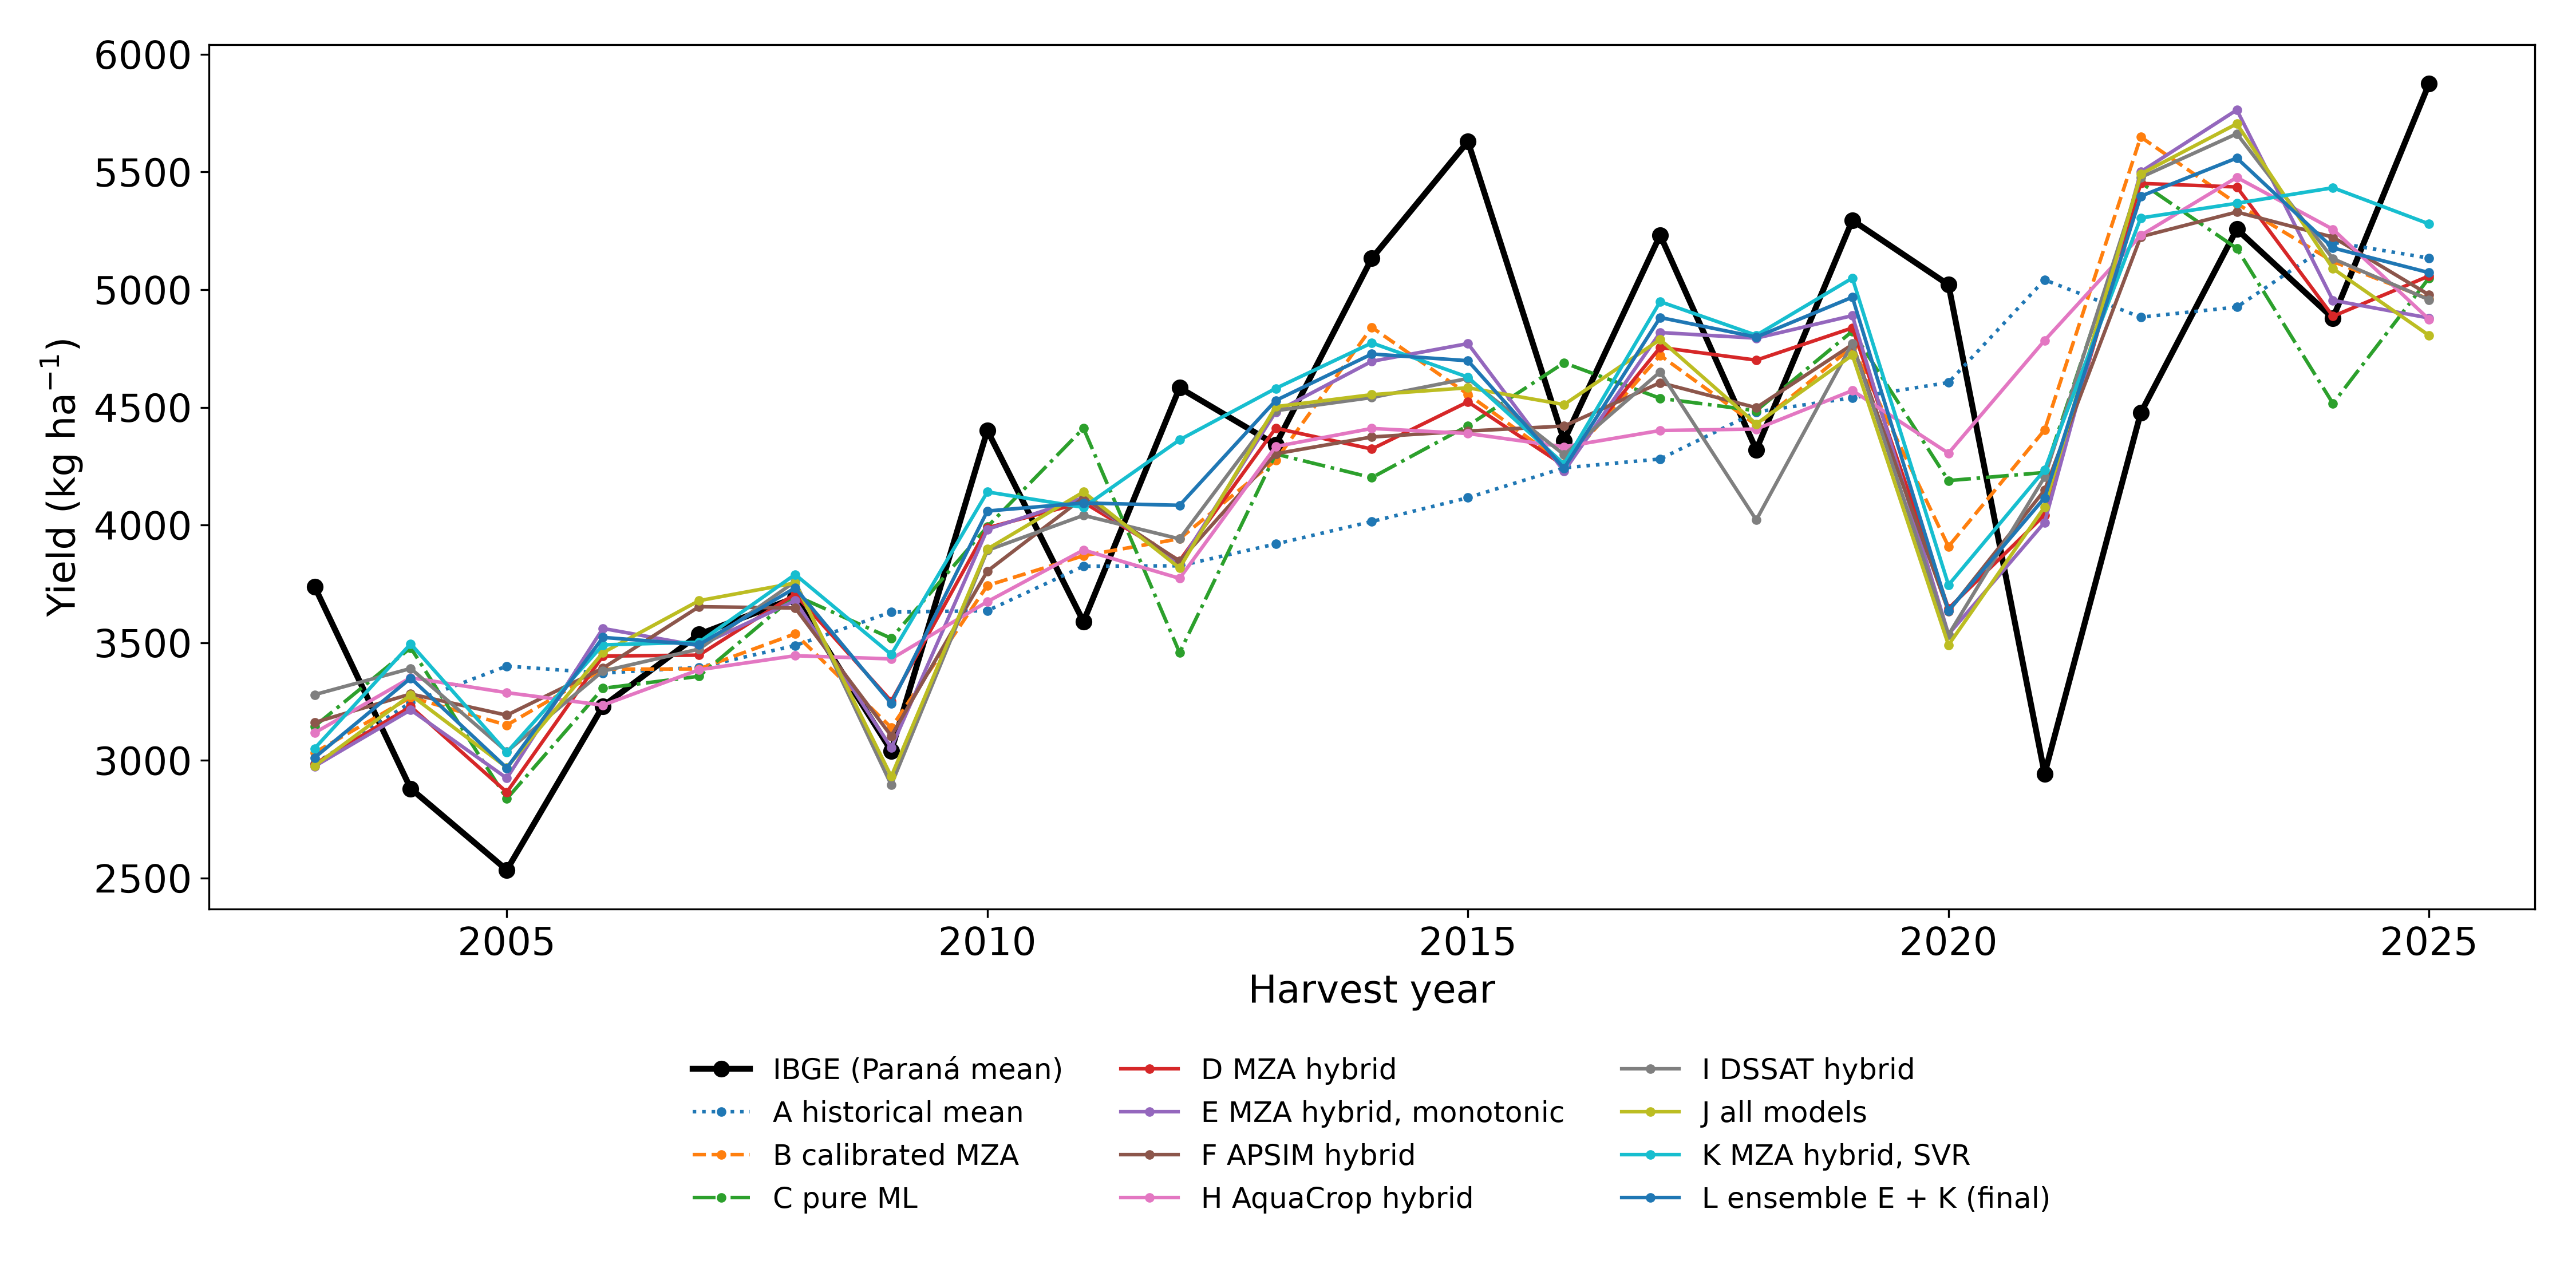 6000
5500
5000
4500
4000
3500
3000
2500
Yield (kg ha⁻¹)
2005 2010 2015 2020 2025
Harvest year
IBGE (Paraná mean)
A historical mean
B calibrated MZA
C pure ML
D MZA hybrid
E MZA hybrid, monotonic
F APSIM hybrid
H AquaCrop hybrid
I DSSAT hybrid
J all models
K MZA hybrid, SVR
L ensemble E + K (final)